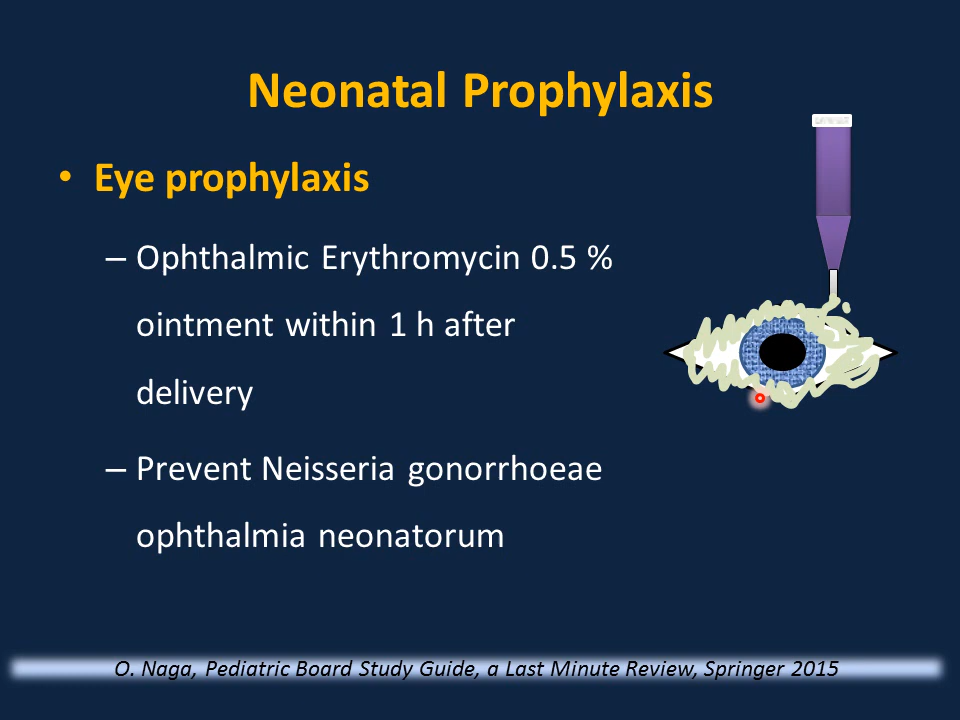 Neonatal Prophylaxis
• Eye prophylaxis
– Ophthalmic Erythromycin 0.5 %
ointment within 1 h after
delivery
– Prevent Neisseria gonorrhoeae
ophthalmia neonatorum
O. Naga, Pediatric Board Study Guide, a Last Minute Review, Springer 2015